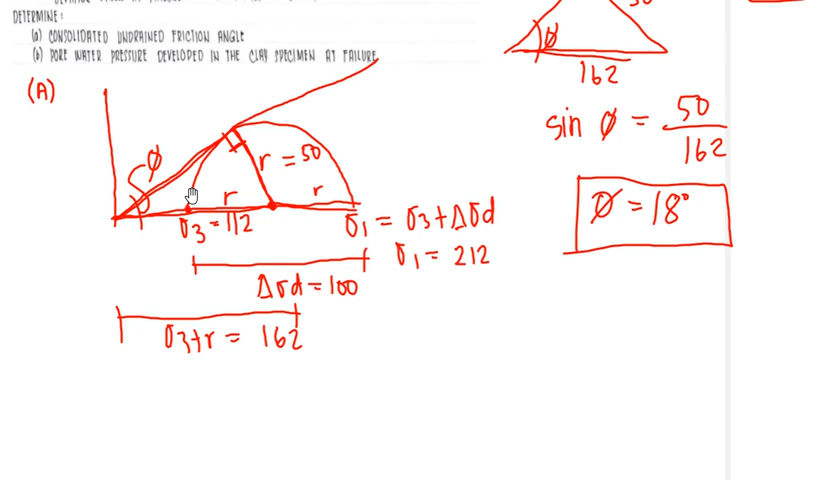 DETERMINE:
(a) CONSOLIDATED UNDRAINED FRICTION ANGLE
(b) PORE WATER PRESSURE DEVELOPED IN THE CLAY SPECIMEN AT FAILURE
(A)
ϕ
162
sin ϕ = 50
162
ϕ
r = 50
r
r
σ3 = 112
σ1 = σ3 + Δσd
σ1 = 212
ϕ = 18°
Δσd = 100
σ3+r = 162